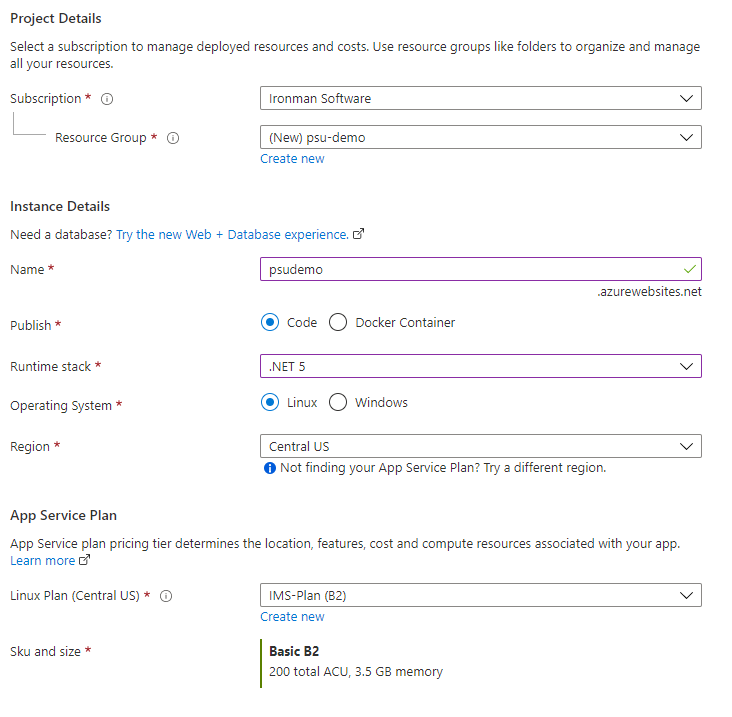 Project Details
Select a subscription to manage deployed resources and costs. Use resource groups like folders to organize and manage
all your resources.
Subscription *
Ironman Software
Resource Group *
(New) psu-demo
Create new
Instance Details
Need a database? Try the new Web + Database experience.
Name *
psudemo
.azurewebsites.net
Publish *
Code Docker Container
Runtime stack *
.NET 5
Operating System *
Linux Windows
Region *
Central US
Not finding your App Service Plan? Try a different region.
App Service Plan
App Service plan pricing tier determines the location, features, cost and compute resources associated with your app.
Learn more
Linux Plan (Central US) *
IMS-Plan (B2)
Create new
Sku and size *
Basic B2
200 total ACU, 3.5 GB memory